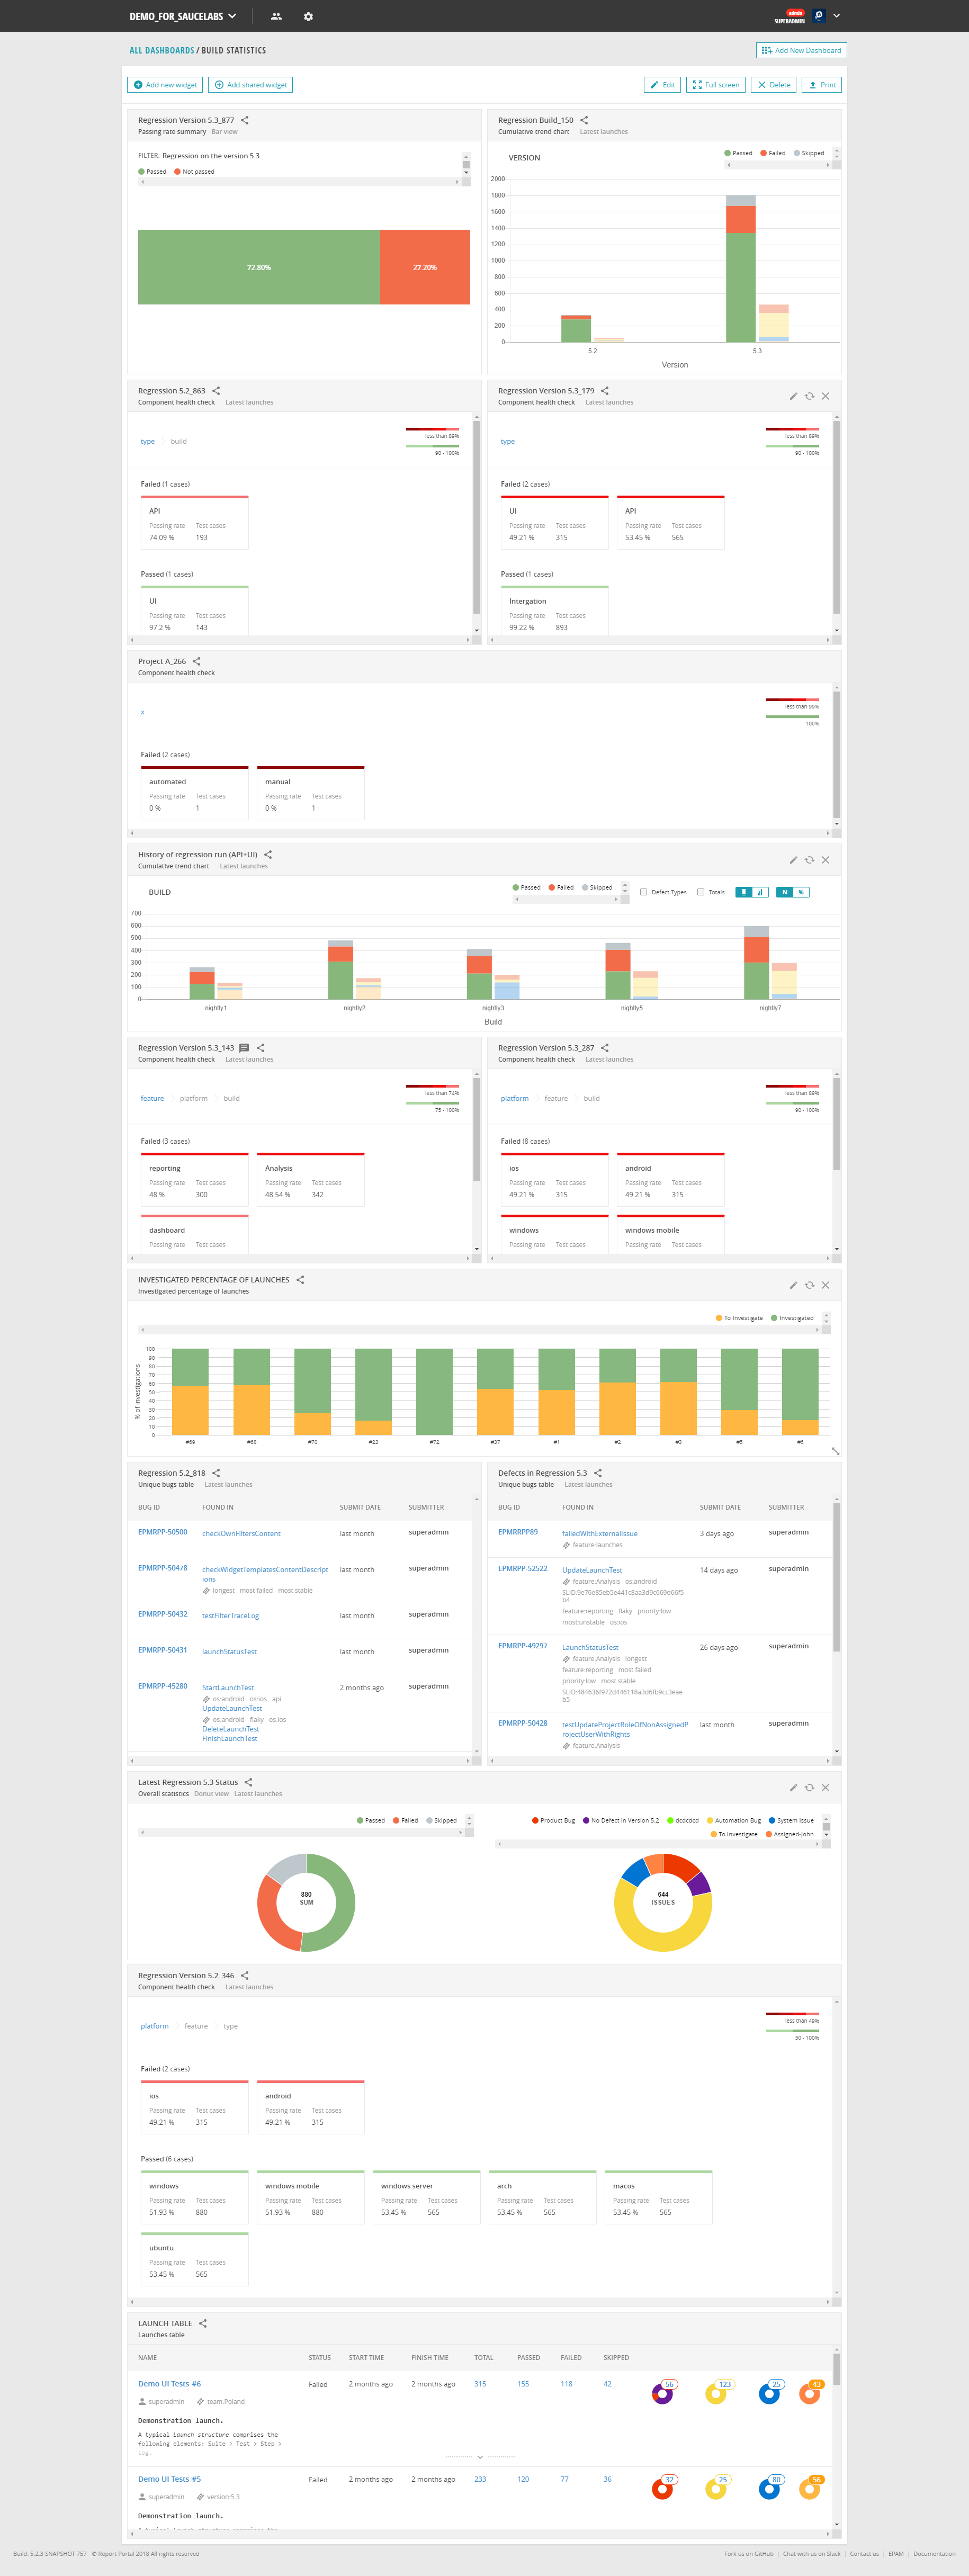 DEMO_FOR_SAUCELABS
admin
SUPERADMIN
ALL DASHBOARDS / BUILD STATISTICS
Add New Dashboard
Add new widget
Add shared widget
Edit
Full screen
Delete
Print
Regression Version 5.3_877
Passing rate summary Bar view
FILTER: Regression on the version 5.3
Passed Not passed
72.80%
27.20%
Regression Build_150
Cumulative trend chart Latest launches
VERSION
Passed Failed Skipped
2000
1800
1600
1400
1200
1000
800
600
400
200
0
5.2 5.3
Version
Regression 5.2_863
Component health check Latest launches
type build
less than 89%
90 - 100%
Failed (1 cases)
API
Passing rate Test cases
74.09 % 193
Passed (1 cases)
UI
Passing rate Test cases
97.2 % 143
Regression Version 5.3_179
Component health check Latest launches
type
less than 89%
90 - 100%
Failed (2 cases)
UI API
Passing rate Test cases Passing rate Test cases
49.21 % 315 53.45 % 565
Passed (1 cases)
Intergation
Passing rate Test cases
99.22 % 893
Project A_266
Component health check
x
less than 99%
100%
Failed (2 cases)
automated manual
Passing rate Test cases Passing rate Test cases
0 % 1 0 % 1
History of regression run (API+UI)
Cumulative trend chart Latest launches
BUILD
Passed Failed Skipped
Defect Types Totals
N %
700
600
500
400
300
200
100
0
nightly1 nightly2 nightly3 nightly5 nightly7
Build
Regression Version 5.3_143
Component health check Latest launches
feature platform build
less than 74%
75 - 100%
Failed (3 cases)
reporting Analysis
Passing rate Test cases Passing rate Test cases
48 % 300 48.54 % 342
dashboard
Passing rate Test cases
Regression Version 5.3_287
Component health check Latest launches
platform feature build
less than 89%
90 - 100%
Failed (8 cases)
ios android
Passing rate Test cases Passing rate Test cases
49.21 % 315 49.21 % 315
windows windows mobile
Passing rate Test cases Passing rate Test cases
INVESTIGATED PERCENTAGE OF LAUNCHES
Investigated percentage of launches
To Investigate Investigated
% of investigations
100
90
80
70
60
50
40
30
20
10
0
#69 #68 #70 #23 #72 #37 #1 #2 #3 #5 #6
Regression 5.2_818
Unique bugs table Latest launches
BUG ID FOUND IN SUBMIT DATE SUBMITTER
EPMRPP-50500 checkOwnFiltersContent last month superadmin
EPMRPP-50478 checkWidgetTemplatesContentDescript last month superadmin
ions
longest most failed most stable
EPMRPP-50432 testFilterTraceLog last month superadmin
EPMRPP-50431 launchStatusTest last month superadmin
EPMRPP-45280 StartLaunchTest 2 months ago superadmin
os:android os:ios api
UpdateLaunchTest
os:android flaky os:ios
DeleteLaunchTest
FinishLaunchTest
Defects in Regression 5.3
Unique bugs table Latest launches
BUG ID FOUND IN SUBMIT DATE SUBMITTER
EPMRRPP89 failedWithExternalIssue 3 days ago superadmin
feature:launches
EPMRPP-52522 UpdateLaunchTest 14 days ago superadmin
feature:Analysis os:android
SLID:9e76e85eb5e441c8aa3d9c669d66f5
b4
feature:reporting flaky priority:low
most:unstable os:ios
EPMRPP-49297 LaunchStatusTest 26 days ago superadmin
feature:Analysis longest
feature:reporting most failed
priority:low most stable
SLID:484636f972d446118a3d6fb9cc3eae
b5
EPMRPP-50428 testUpdateProjectRoleOfNonAssignedP last month superadmin
rojectUserWithRights
feature:Analysis
Latest Regression 5.3 Status
Overall statistics Donut view Latest launches
Passed Failed Skipped
880
SUM
Product Bug No Defect in Version 5.2 dcdcdcd Automation Bug System Issue
To Investigate Assigned-John
644
ISSUES
Regression Version 5.2_346
Component health check Latest launches
platform feature type
less than 49%
50 - 100%
Failed (2 cases)
ios android
Passing rate Test cases Passing rate Test cases
49.21 % 315 49.21 % 315
Passed (6 cases)
windows windows mobile windows server arch macos
Passing rate Test cases Passing rate Test cases Passing rate Test cases Passing rate Test cases Passing rate Test cases
51.93 % 880 51.93 % 880 53.45 % 565 53.45 % 565 53.45 % 565
ubuntu
Passing rate Test cases
53.45 % 565
LAUNCH TABLE
Launches table
NAME STATUS START TIME FINISH TIME TOTAL PASSED FAILED SKIPPED
Demo UI Tests #6 Failed 2 months ago 2 months ago 315 155 118 42 56 123 25 43
superadmin team:Poland
Demonstration launch.
A typical Launch structure comprises the
following elements: Suite > Test > Step >
Log.
Demo UI Tests #5 Failed 2 months ago 2 months ago 233 120 77 36 32 25 80 56
superadmin version:5.3
Demonstration launch.
Build: 5.2.3-SNAPSHOT-757 © Report Portal 2018 All rights reserved
Fork us on GitHub | Chat with us on Slack | Contact us | EPAM | Documentation